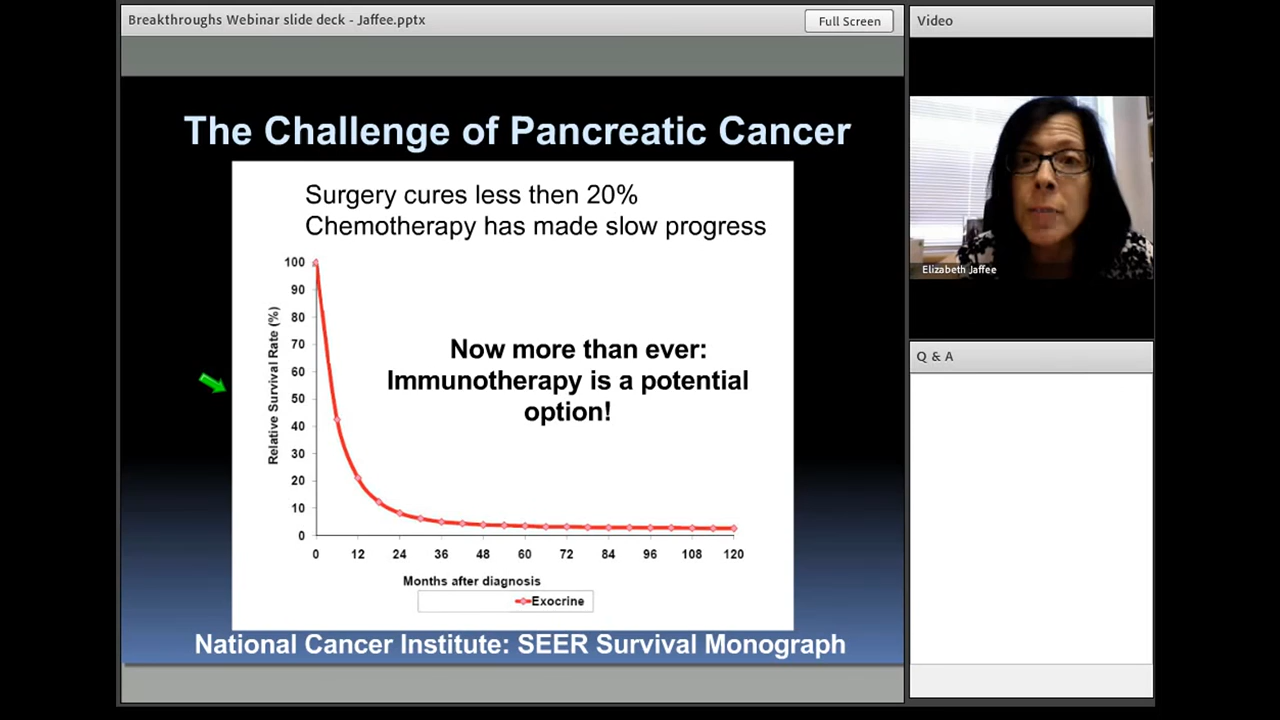 Breakthroughs Webinar slide deck - Jaffee.pptx
Full Screen
The Challenge of Pancreatic Cancer
Surgery cures less then 20%
Chemotherapy has made slow progress
Now more than ever:
Immunotherapy is a potential
option!
Relative Survival Rate (%)
100
90
80
70
60
50
40
30
20
10
0
0 12 24 36 48 60 72 84 96 108 120
Months after diagnosis
Exocrine
National Cancer Institute: SEER Survival Monograph
Video
Elizabeth Jaffee
Q & A